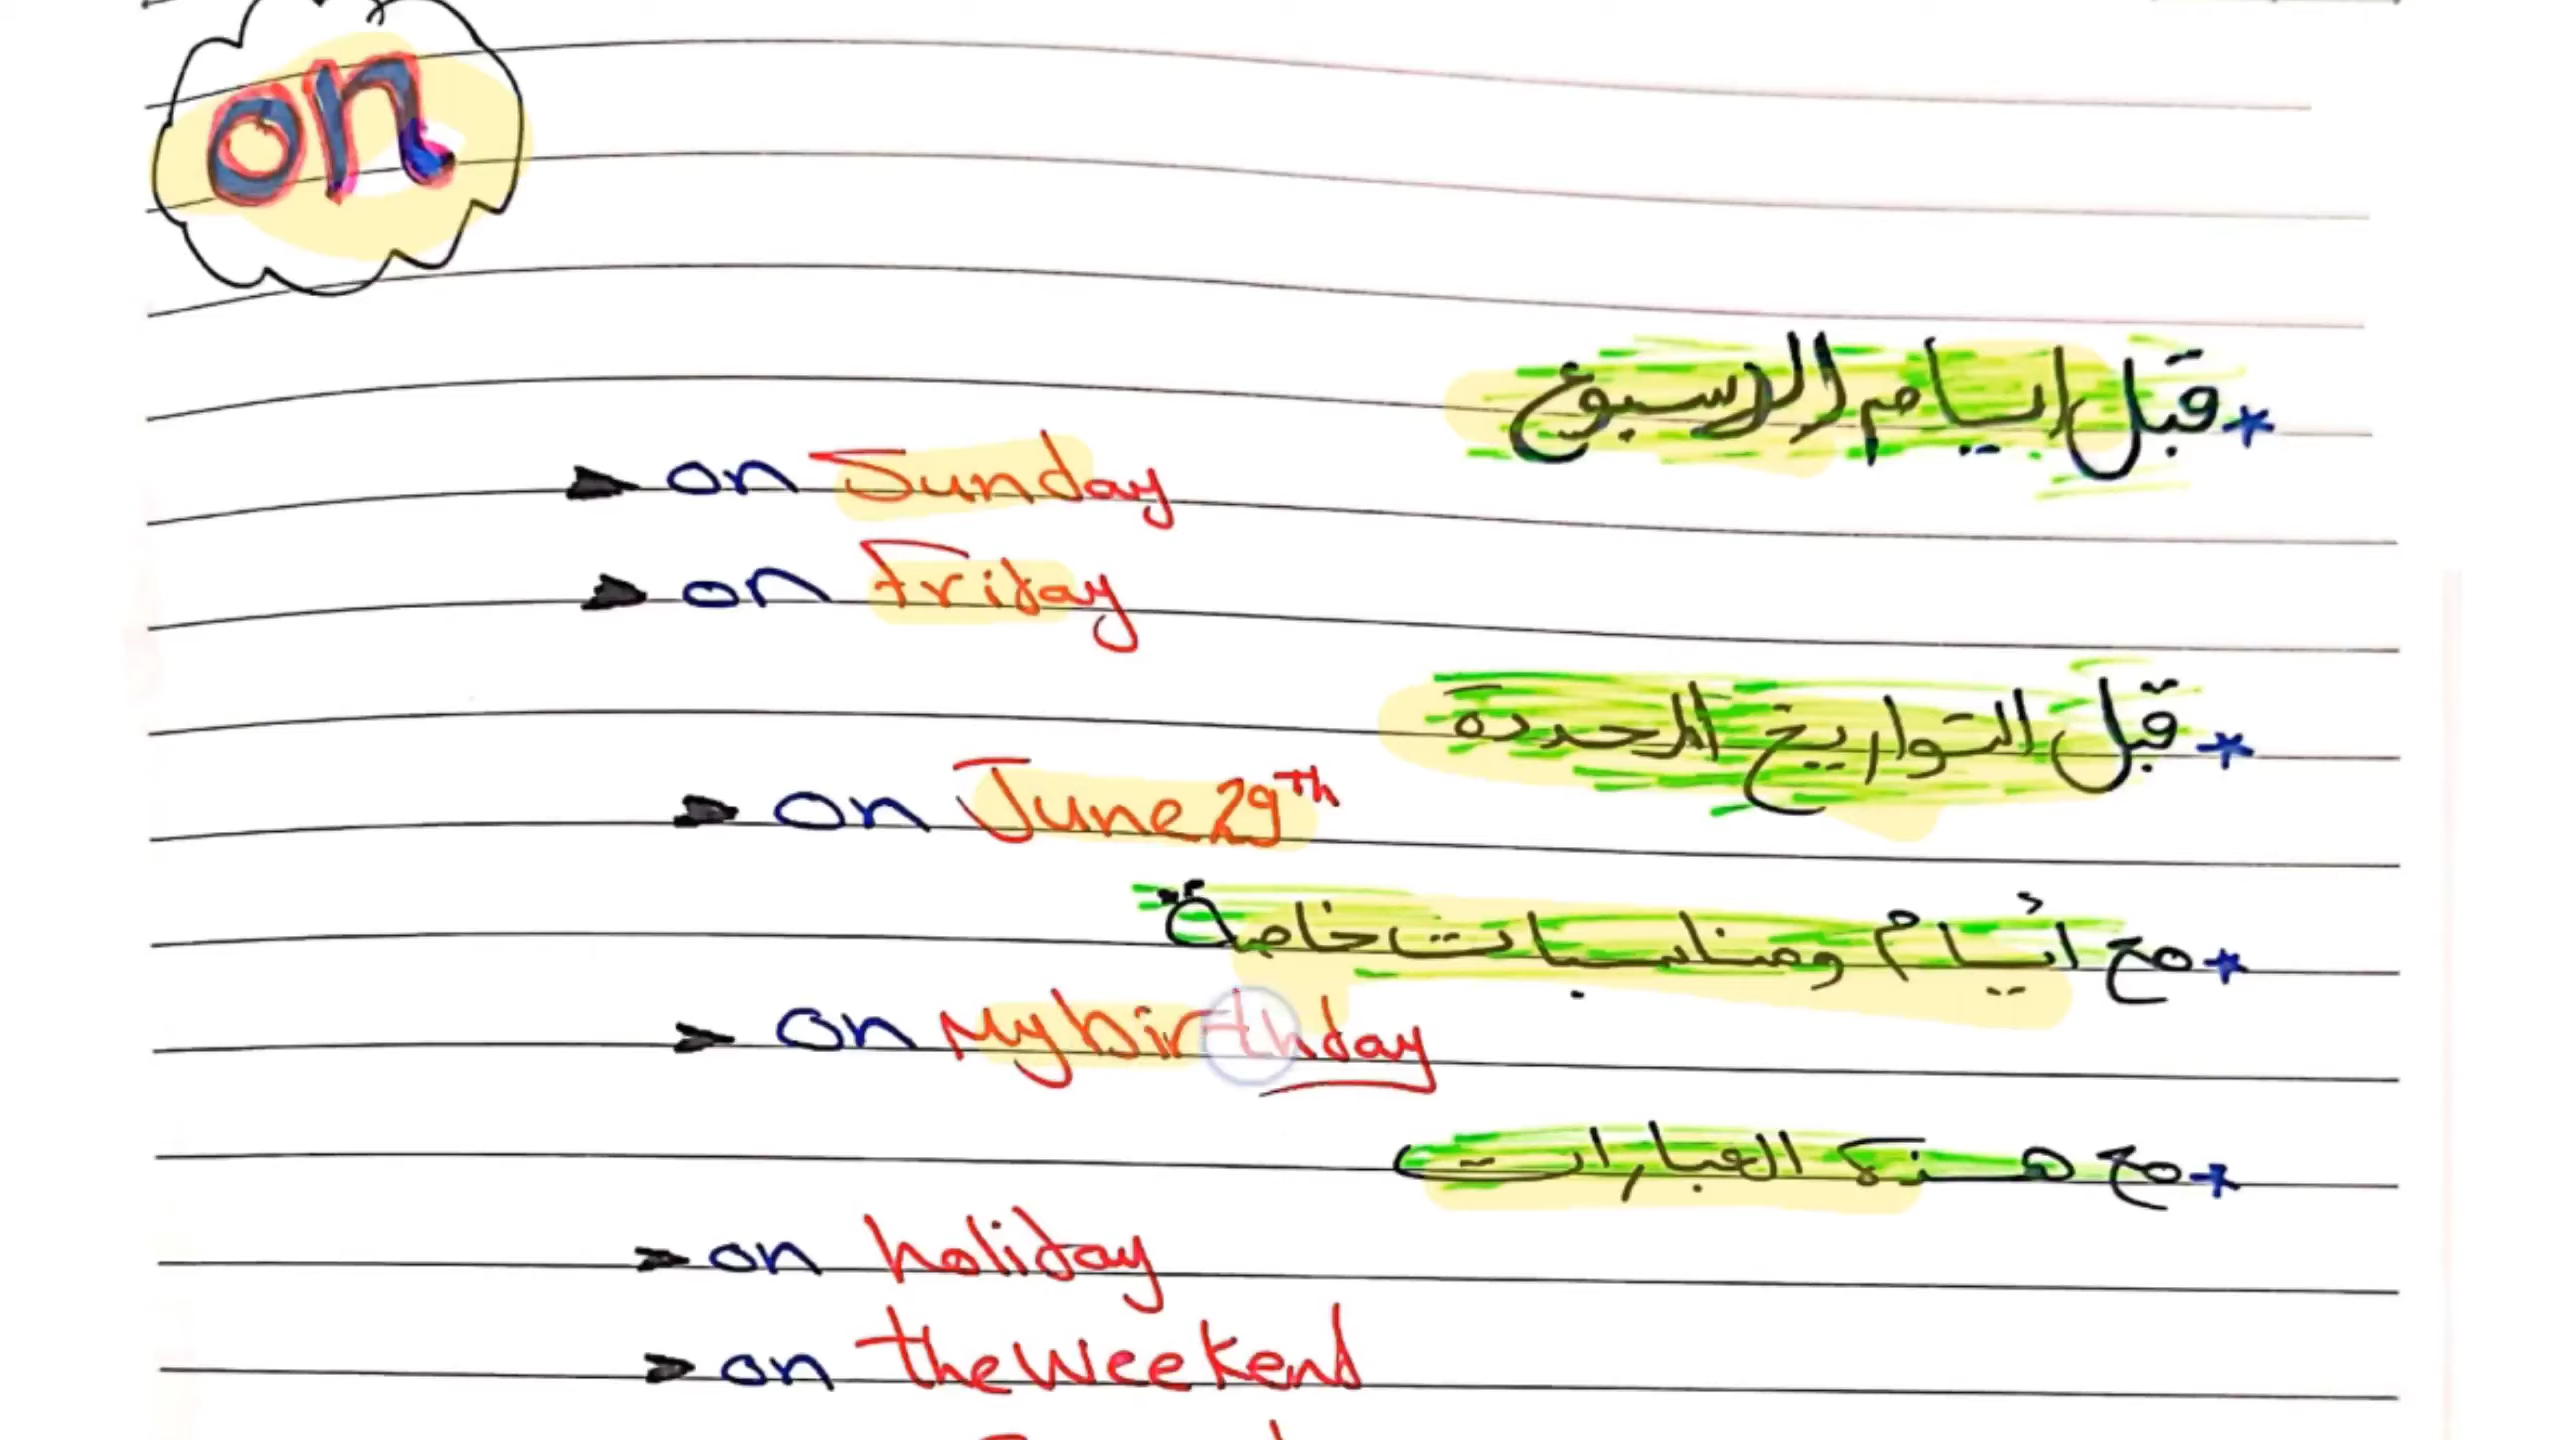 on
* قبل ايام الاسبوع
on Sunday
on Friday
* قبل التواريخ المحددة
on June 29Th
* مع ايام ومناسبات خاصة
on My birthday
* مع هذه العبارات
on holiday
on the weekend